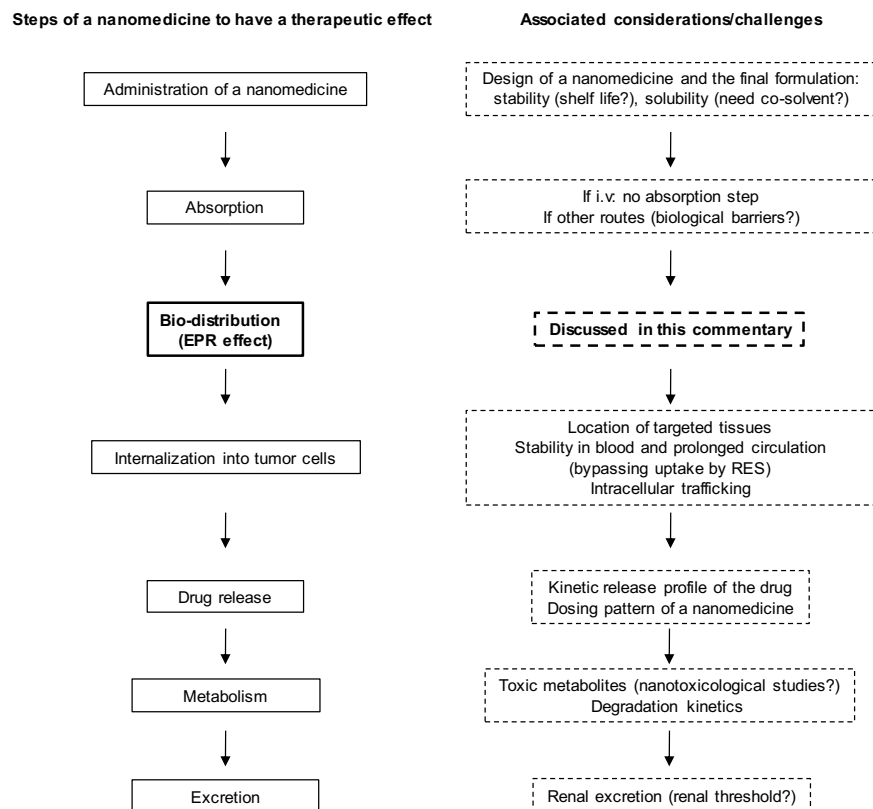 Steps of a nanomedicine to have a therapeutic effect
Associated considerations/challenges
Administration of a nanomedicine
Design of a nanomedicine and the final formulation:
stability (shelf life?), solubility (need co-solvent?)
Absorption
If i.v: no absorption step
If other routes (biological barriers?)
Bio-distribution
(EPR effect)
Discussed in this commentary
Internalization into tumor cells
Location of targeted tissues
Stability in blood and prolonged circulation
(bypassing uptake by RES)
Intracellular trafficking
Drug release
Kinetic release profile of the drug
Dosing pattern of a nanomedicine
Metabolism
Toxic metabolites (nanotoxicological studies?)
Degradation kinetics
Excretion
Renal excretion (renal threshold?)